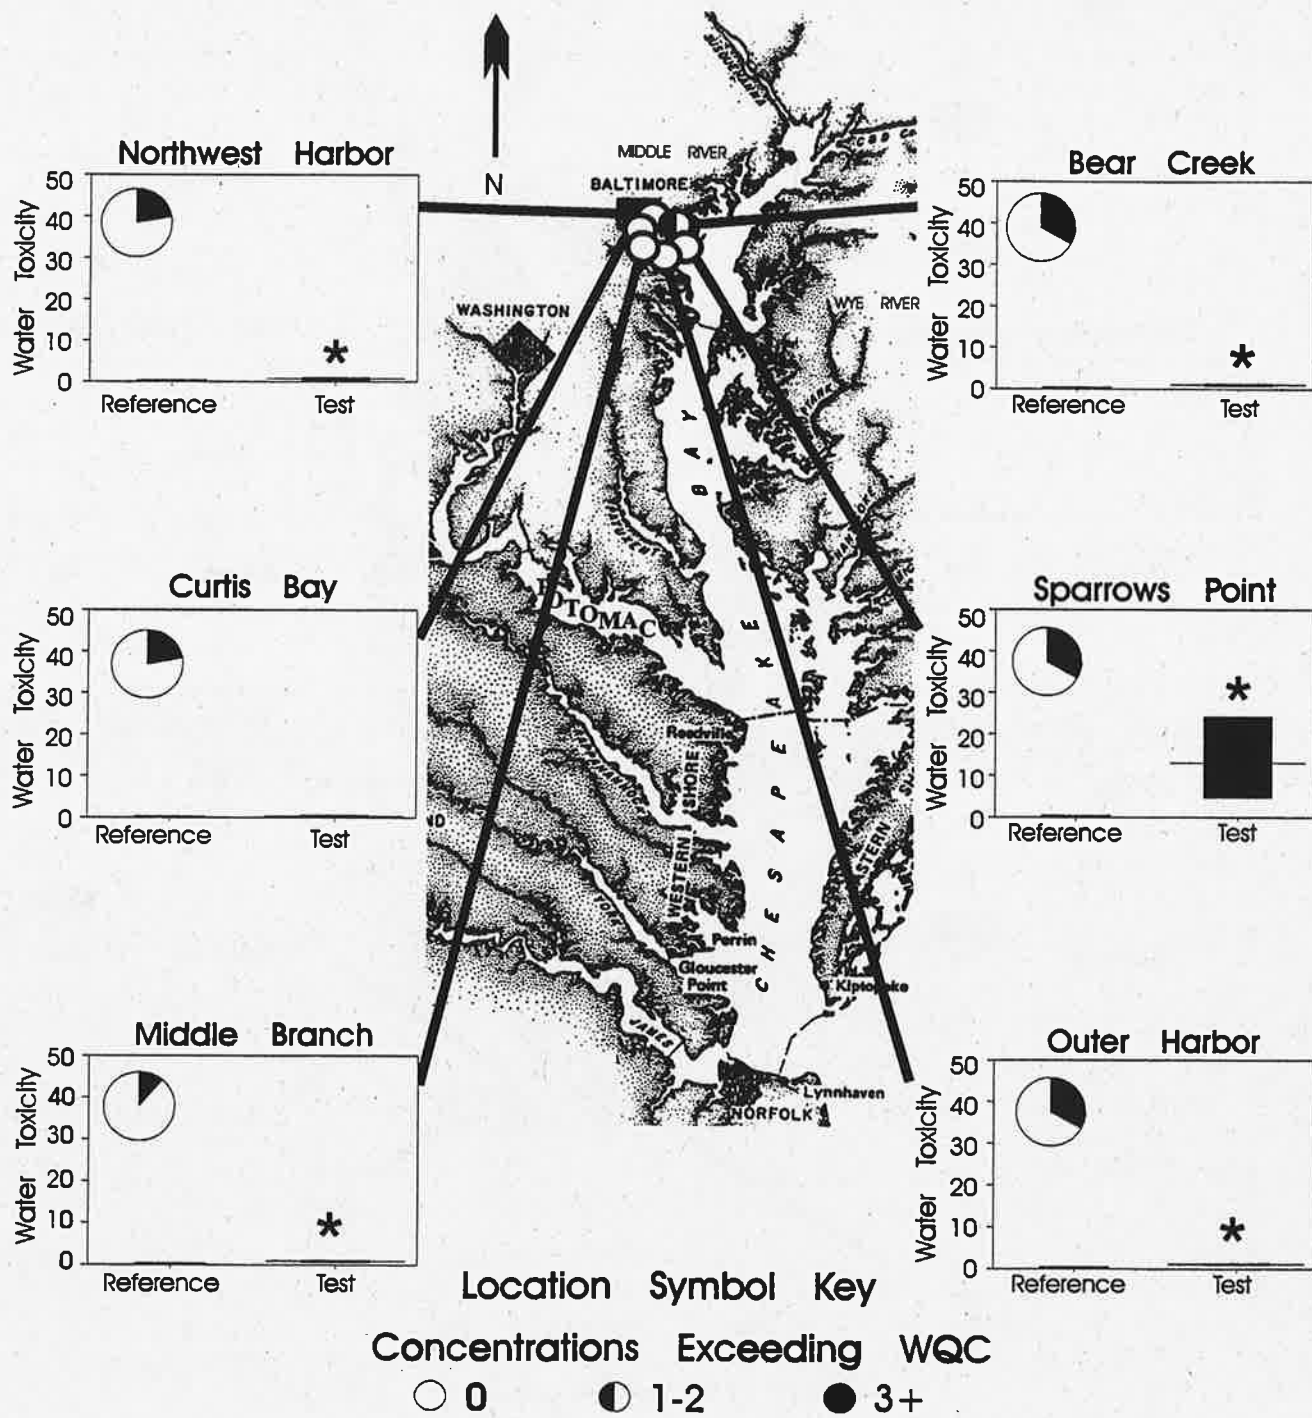 Northwest Harbor
50
40
30
20
10
0
Water Toxicity
*
Reference Test
Curtis Bay
50
40
30
20
10
0
Water Toxicity
Reference Test
Middle Branch
50
40
30
20
10
0
Water Toxicity
*
Reference Test
N
MIDDLE RIVER
BALTIMORE
WASHINGTON
WYE RIVER
BAY
POTOMAC
CHESAPEAKE
Reedville
RAPPAHANNOCK
WESTERN SHORE
EASTERN
YORK
Perrin
Gloucester
Point
Kiptopeke
JAMES
Lynnhaven
NORFOLK
Bear Creek
50
40
30
20
10
0
Water Toxicity
*
Reference Test
Sparrows Point
50
40
30
20
10
0
Water Toxicity
*
Reference Test
Outer Harbor
50
40
30
20
10
0
Water Toxicity
*
Reference Test
Location Symbol Key
Concentrations Exceeding WQC
0 1-2 3+